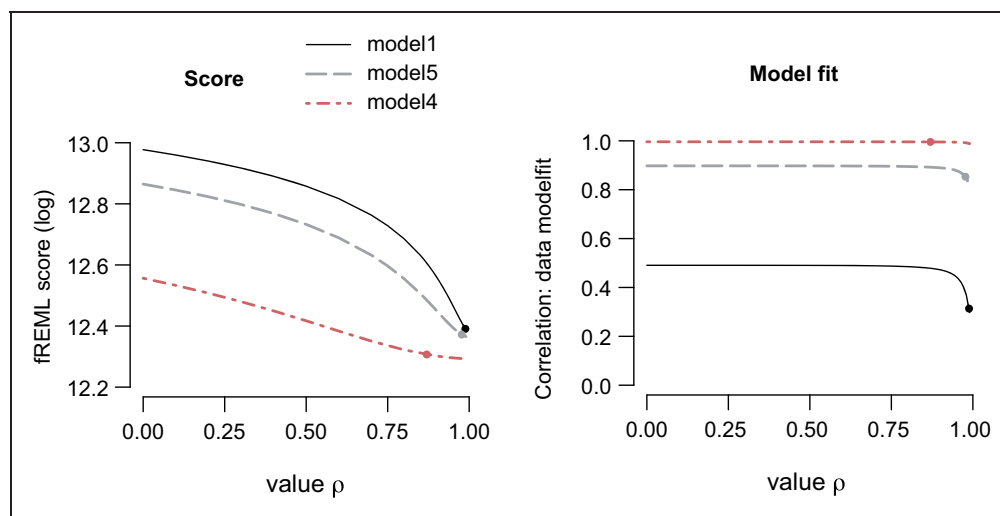 model1
model5
model4
Score
fREML score (log)
13.0
12.8
12.6
12.4
12.2
0.00 0.25 0.50 0.75 1.00
value ρ
Model fit
Correlation: data modelfit
1.0
0.8
0.6
0.4
0.2
0.0
0.00 0.25 0.50 0.75 1.00
value ρ